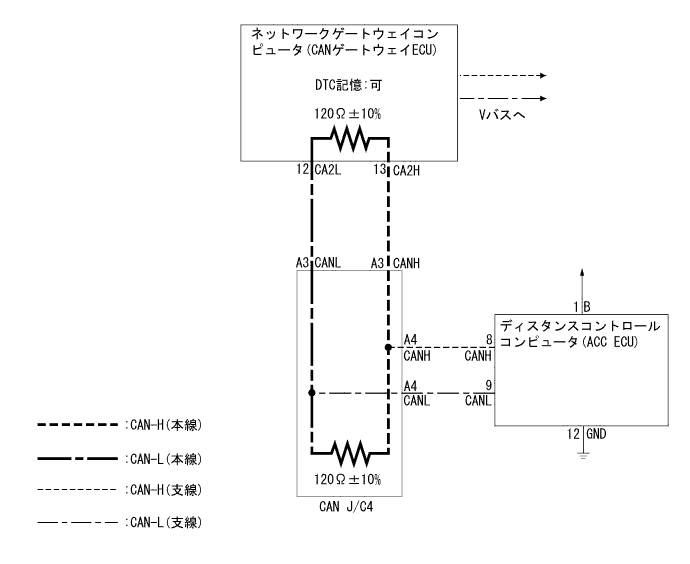 ネットワークゲートウェイコン
ピュータ(CANゲートウェイECU)
DTC記憶:可
120Ω±10%
Vバスへ
12 CA2L
13 CA2H
A3 CANL
A3 CANH
1 B
ディスタンスコントロール
コンピュータ(ACC ECU)
A4
CANH
8
CANH
A4
CANL
9
CANL
12 GND
120Ω±10%
CAN J/C4
:CAN-H(本線)
:CAN-L(本線)
:CAN-H(支線)
:CAN-L(支線)